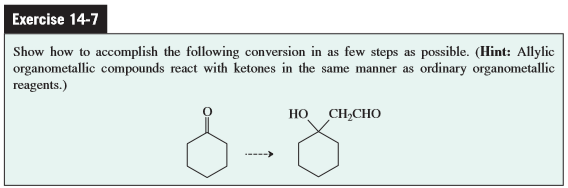 Exercise 14-7
Show how to accomplish the following conversion in as few steps as possible. (Hint: Allylic
organometallic compounds react with ketones in the same manner as ordinary organometallic
reagents.)
O
HO CH₂CHO